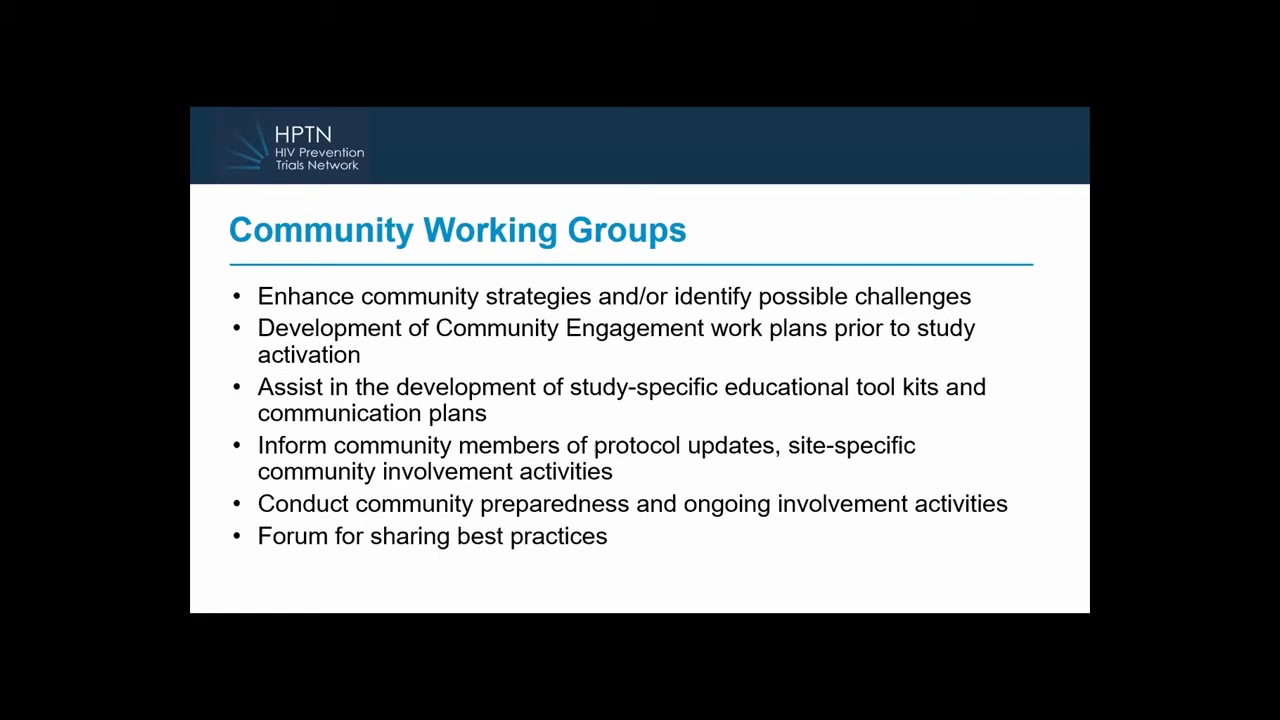 HPTN
HIV Prevention
Trials Network
Community Working Groups
• Enhance community strategies and/or identify possible challenges
• Development of Community Engagement work plans prior to study
activation
• Assist in the development of study-specific educational tool kits and
communication plans
• Inform community members of protocol updates, site-specific
community involvement activities
• Conduct community preparedness and ongoing involvement activities
• Forum for sharing best practices